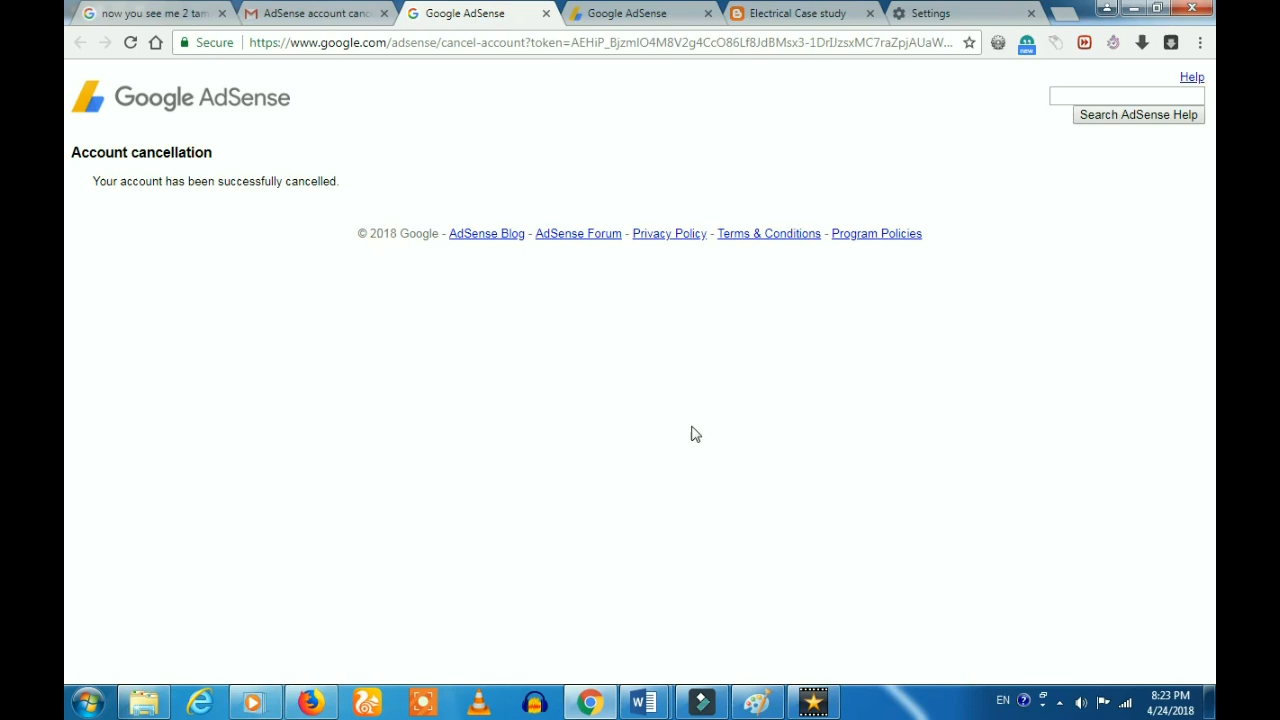 now you see me 2 tam
AdSense account canc
Google AdSense
Google AdSense
Electrical Case study
Settings
Secure
https://www.google.com/adsense/cancel-account?token=
new
Help
Google AdSense
Search AdSense Help
Account cancellation
Your account has been successfully cancelled.
© 2018 Google - AdSense Blog - AdSense Forum - Privacy Policy - Terms & Conditions - Program Policies
EN
8:23 PM
4/24/2018